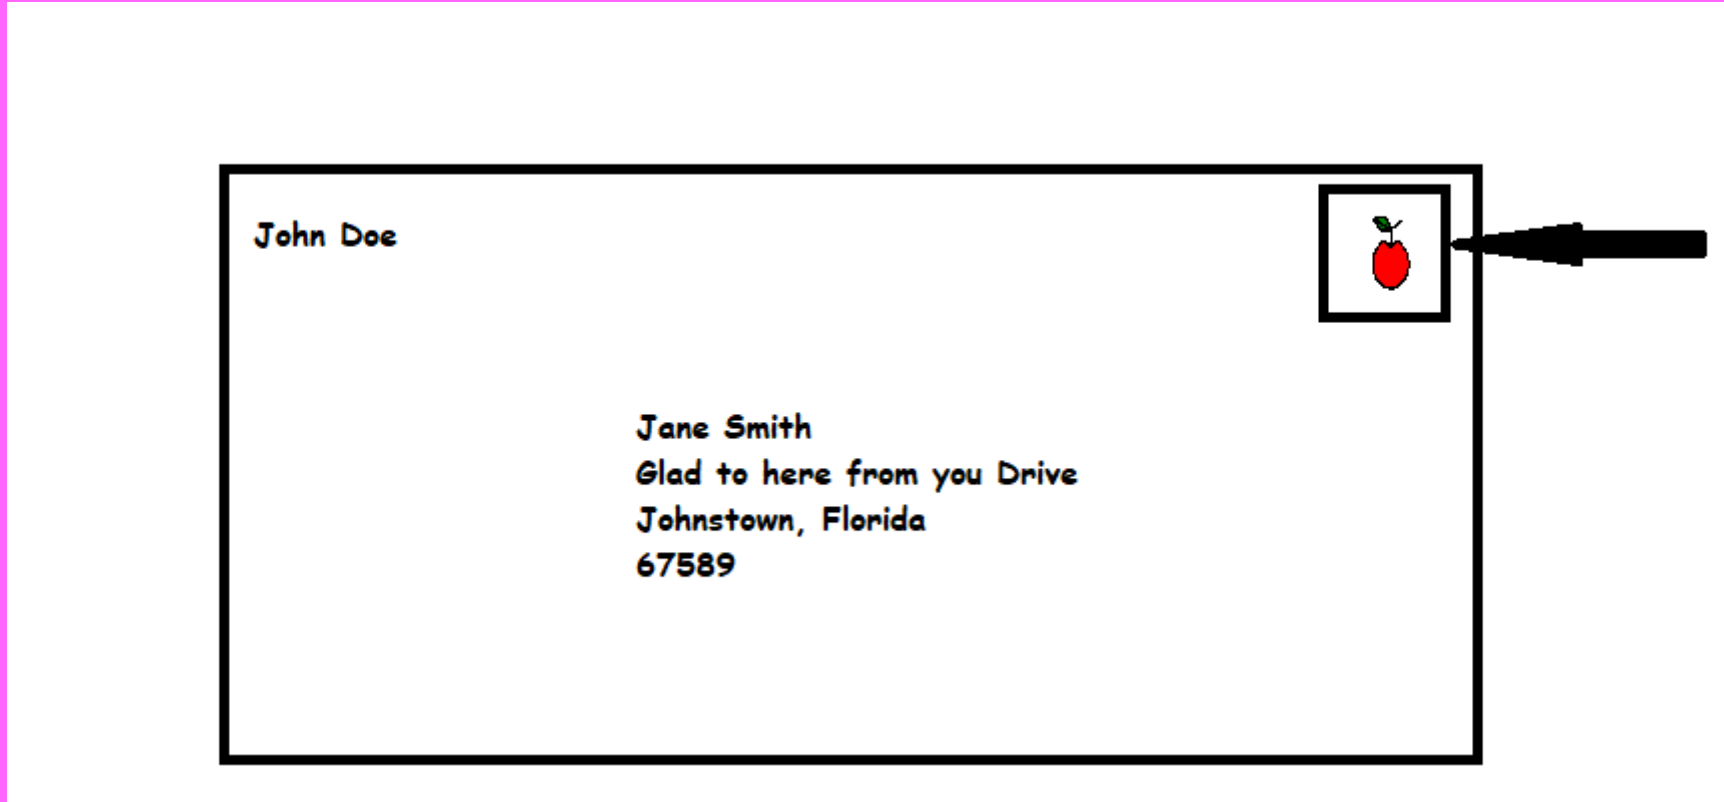 John Doe
Jane Smith
Glad to here from you Drive
Johnstown, Florida
67589